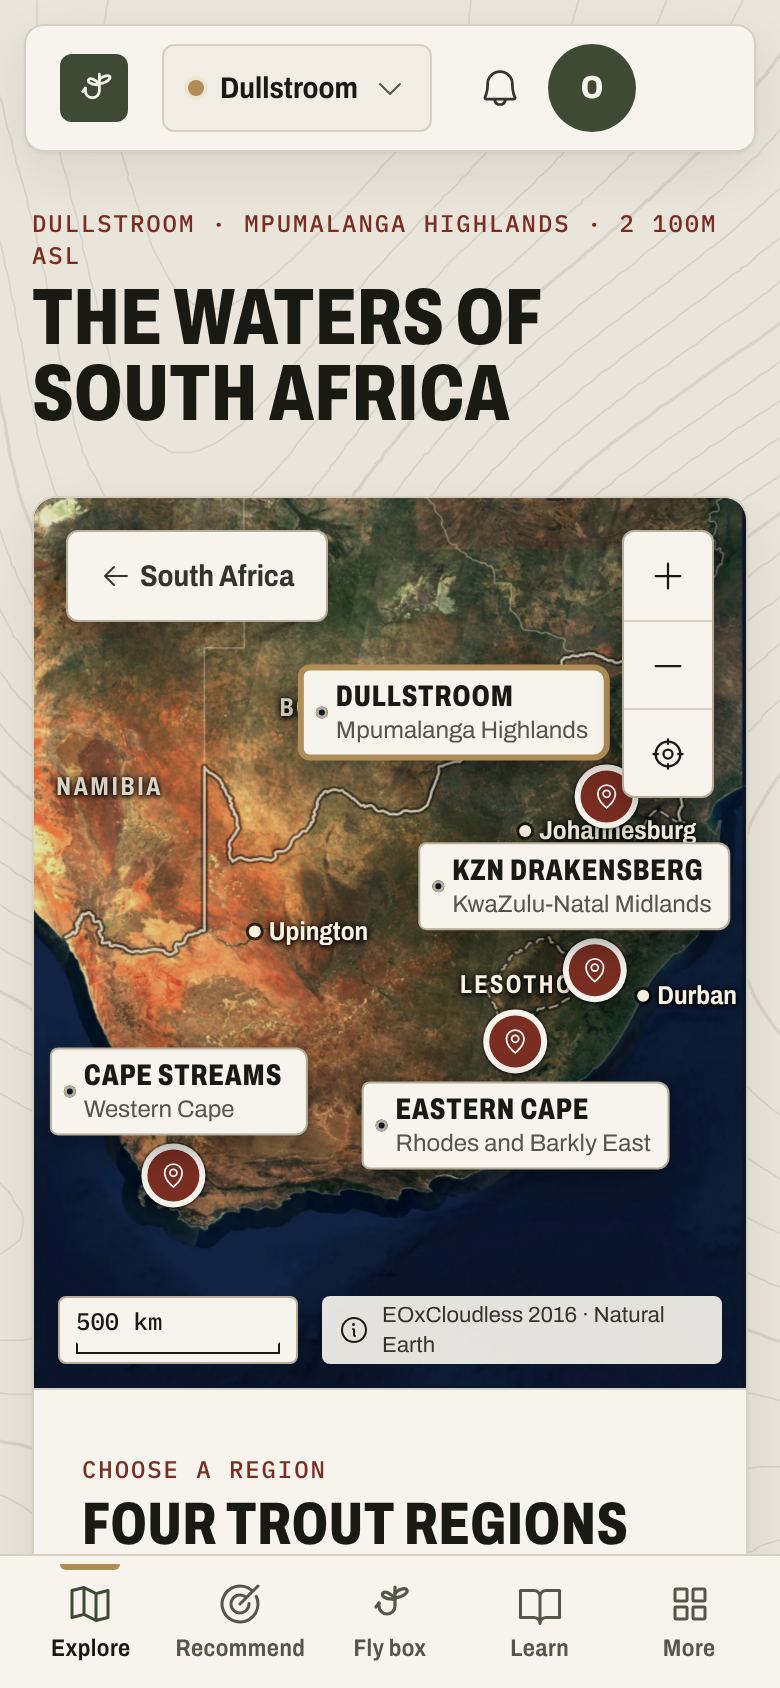 Dullstroom
O
DULLSTROOM · MPUMALANGA HIGHLANDS · 2 100M
ASL
THE WATERS OF
SOUTH AFRICA
South Africa
DULLSTROOM
Mpumalanga Highlands
NAMIBIA
Johannesburg
KZN DRAKENSBERG
KwaZulu-Natal Midlands
Upington
LESOTHO
Durban
CAPE STREAMS
Western Cape
EASTERN CAPE
Rhodes and Barkly East
500 km
EOxCloudless 2016 · Natural
Earth
CHOOSE A REGION
FOUR TROUT REGIONS
Explore
Recommend
Fly box
Learn
More